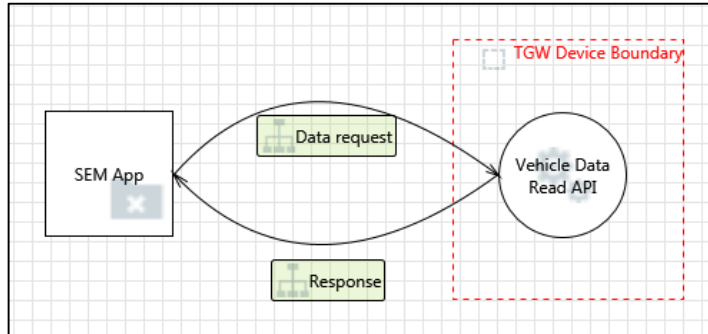 TGW Device Boundary
Data request
SEM App
Vehicle Data
Read API
Response